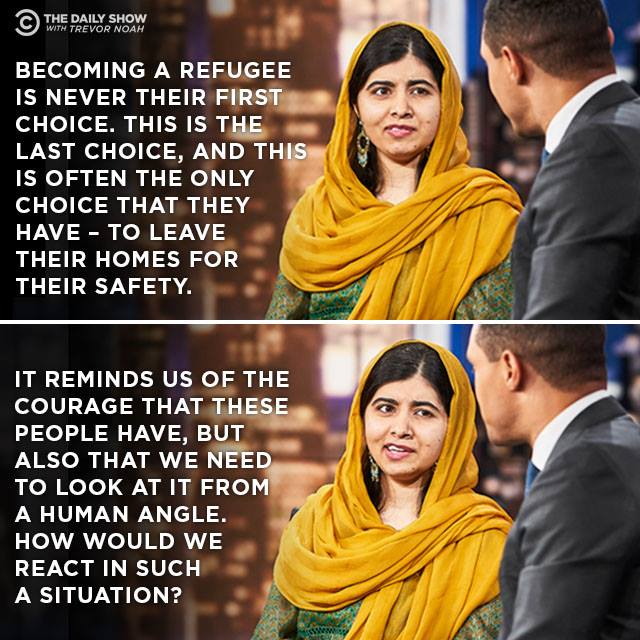 THE DAILY SHOW
WITH TREVOR NOAH
BECOMING A REFUGEE
IS NEVER THEIR FIRST
CHOICE. THIS IS THE
LAST CHOICE, AND THIS
IS OFTEN THE ONLY
CHOICE THAT THEY
HAVE – TO LEAVE
THEIR HOMES FOR
THEIR SAFETY.
IT REMINDS US OF THE
COURAGE THAT THESE
PEOPLE HAVE, BUT
ALSO THAT WE NEED
TO LOOK AT IT FROM
A HUMAN ANGLE.
HOW WOULD WE
REACT IN SUCH
A SITUATION?